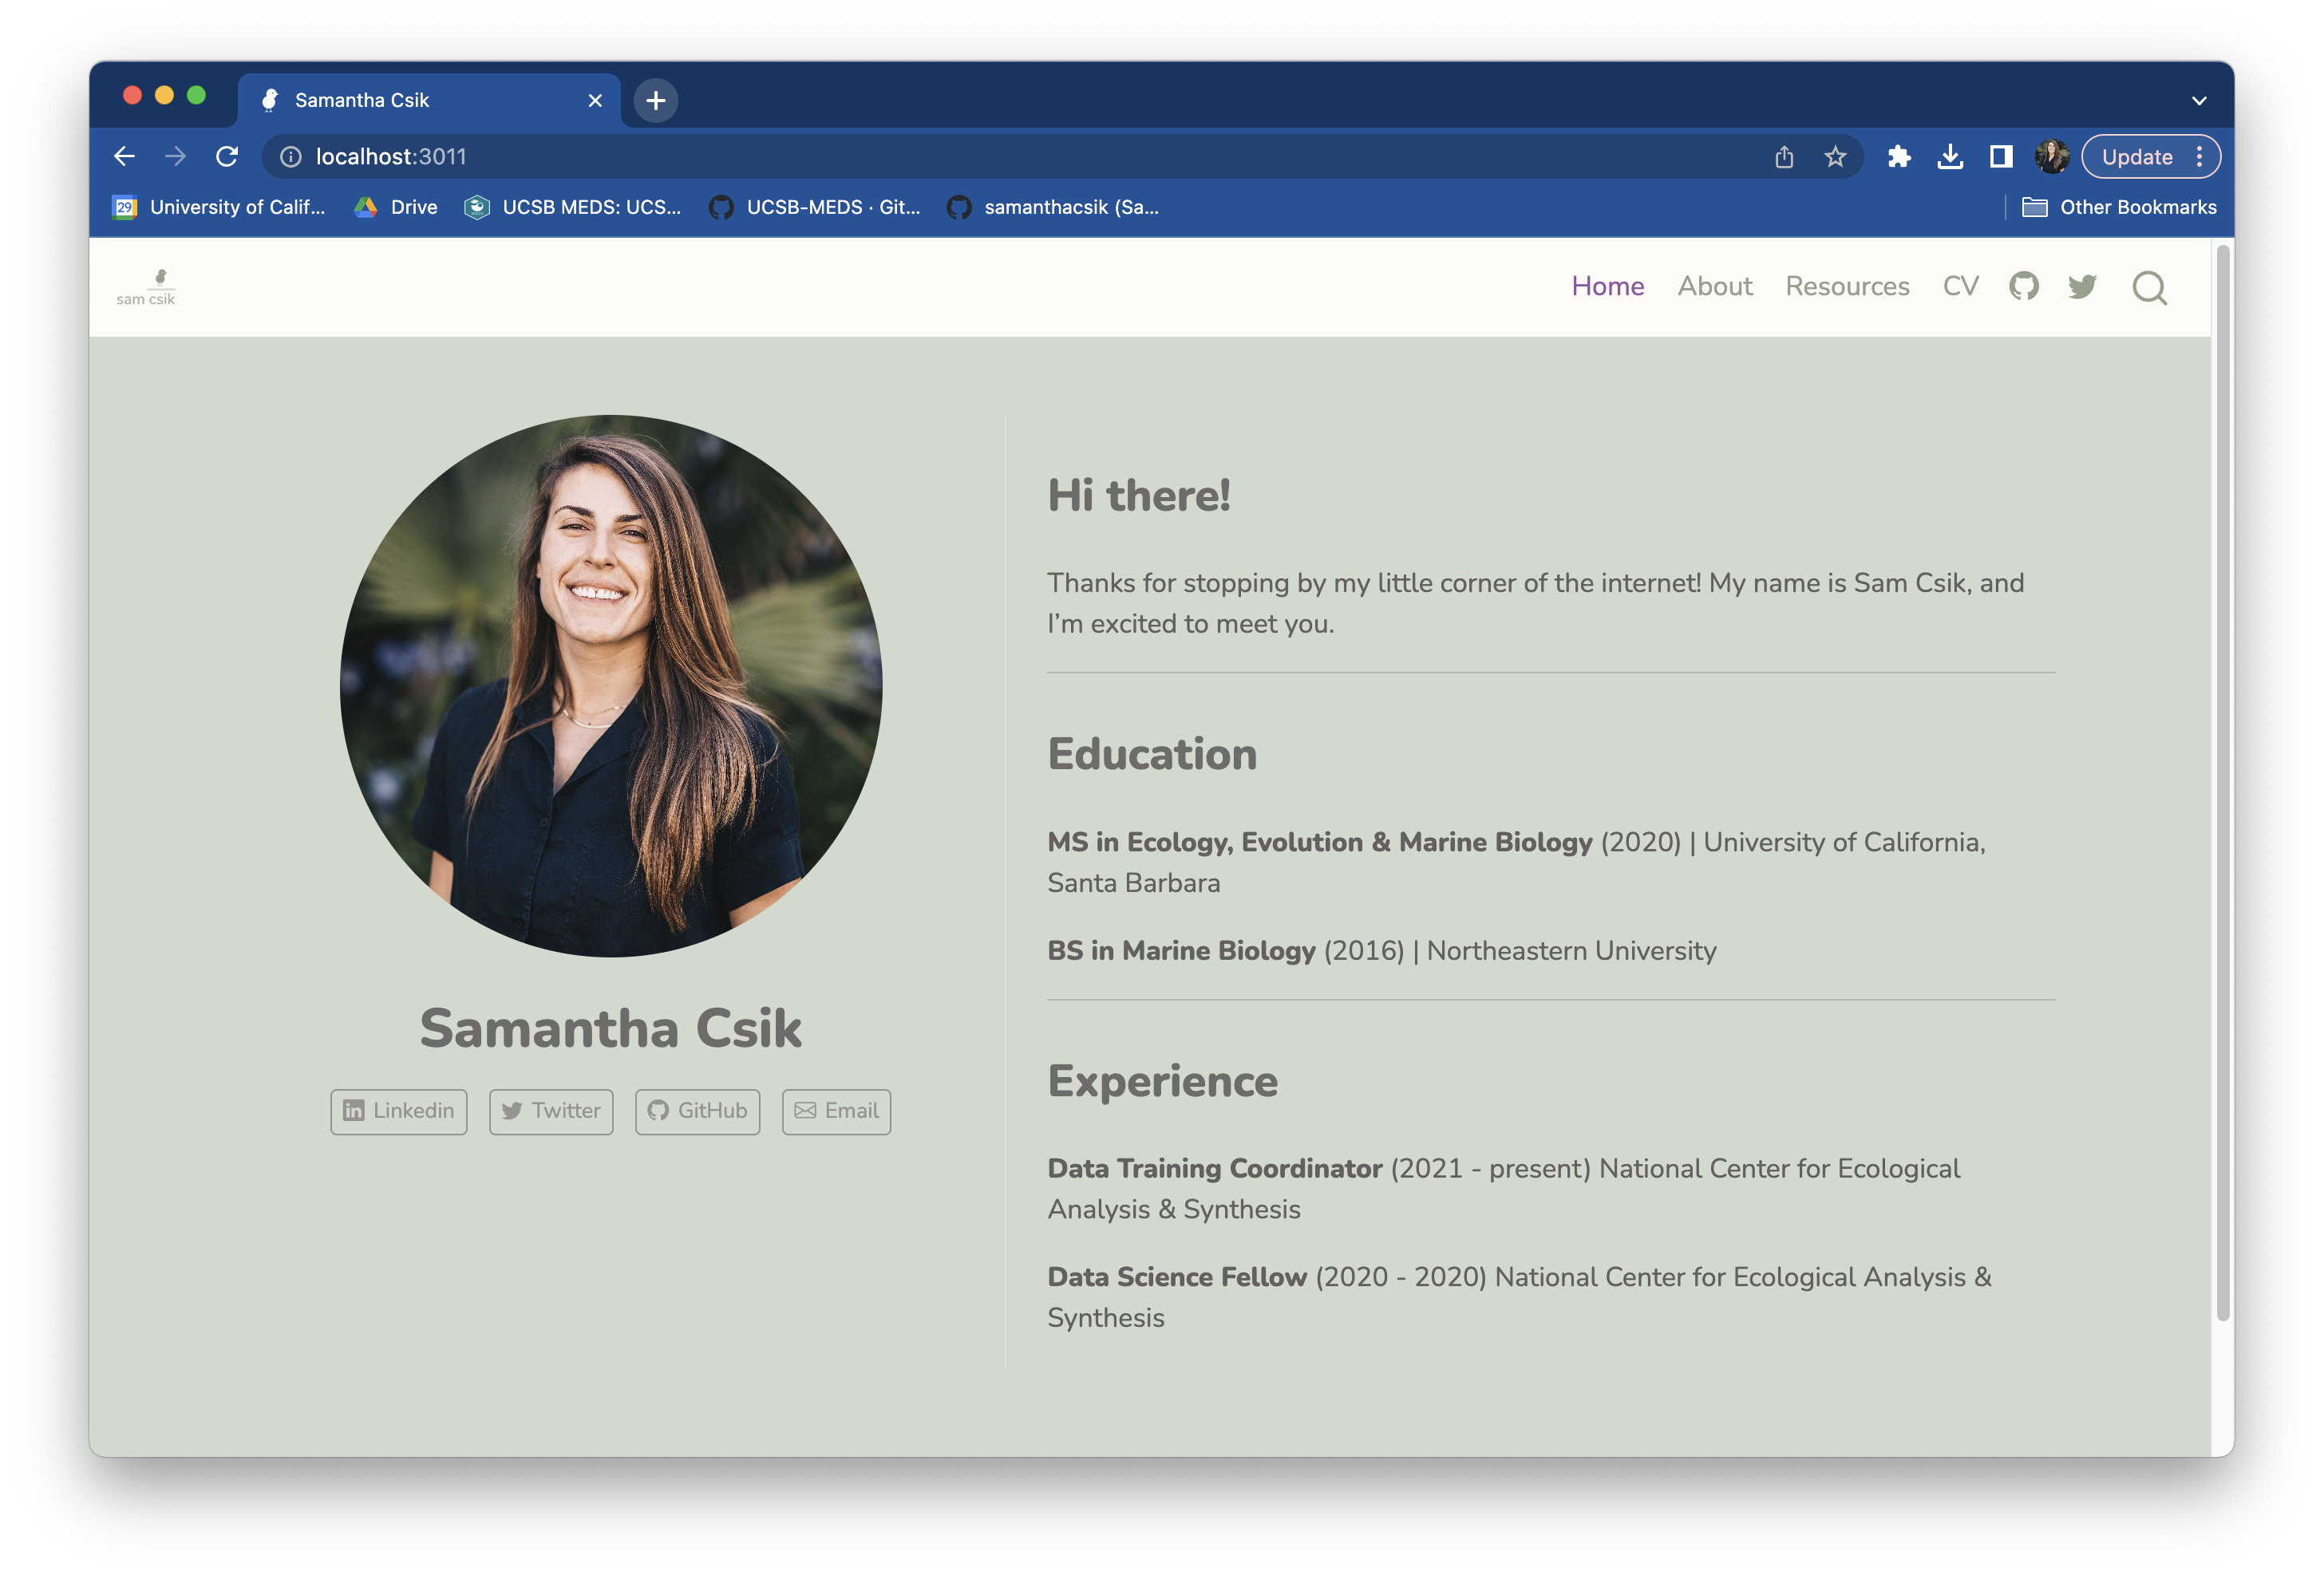 Samantha Csik
localhost:3011
Update
29 University of Calif...
Drive
UCSB MEDS: UCS...
UCSB-MEDS · Git...
samanthacsik (Sa...
Other Bookmarks
sam csik
Home
About
Resources
CV
Hi there!
Thanks for stopping by my little corner of the internet! My name is Sam Csik, and
I’m excited to meet you.
Education
MS in Ecology, Evolution & Marine Biology (2020) | University of California,
Santa Barbara
BS in Marine Biology (2016) | Northeastern University
Samantha Csik
in Linkedin
Twitter
GitHub
Email
Experience
Data Training Coordinator (2021 - present) National Center for Ecological
Analysis & Synthesis
Data Science Fellow (2020 - 2020) National Center for Ecological Analysis &
Synthesis